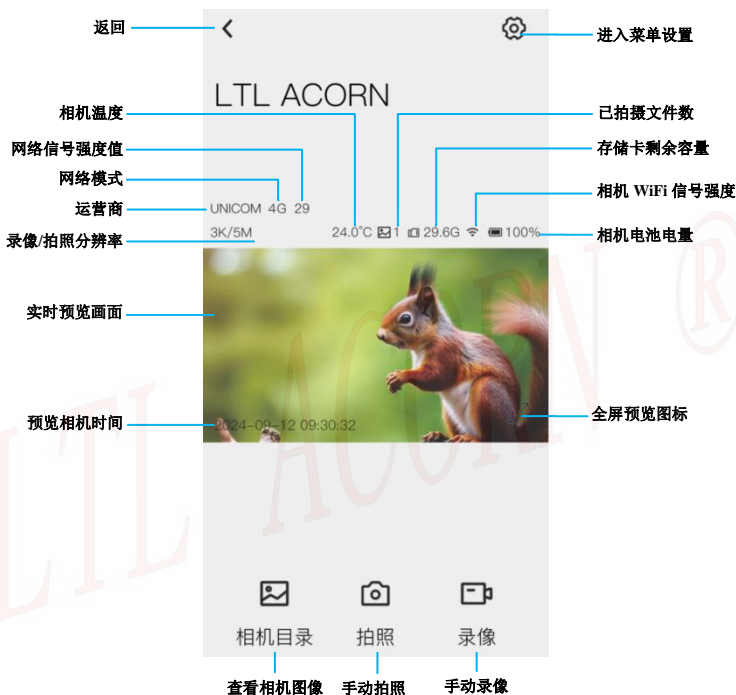 返回
进入菜单设置
LTL ACORN
相机温度
已拍摄文件数
网络信号强度值
存储卡剩余容量
网络模式
相机 WiFi 信号强度
运营商
UNICOM 4G 29
录像/拍照分辨率
3K/5M
24.0°C 1 29.6G 100%
相机电池电量
实时预览画面
预览相机时间
2024-09-12 09:30:32
全屏预览图标
相机目录 拍照 录像
查看相机图像 手动拍照 手动录像
LTL ACORN ®